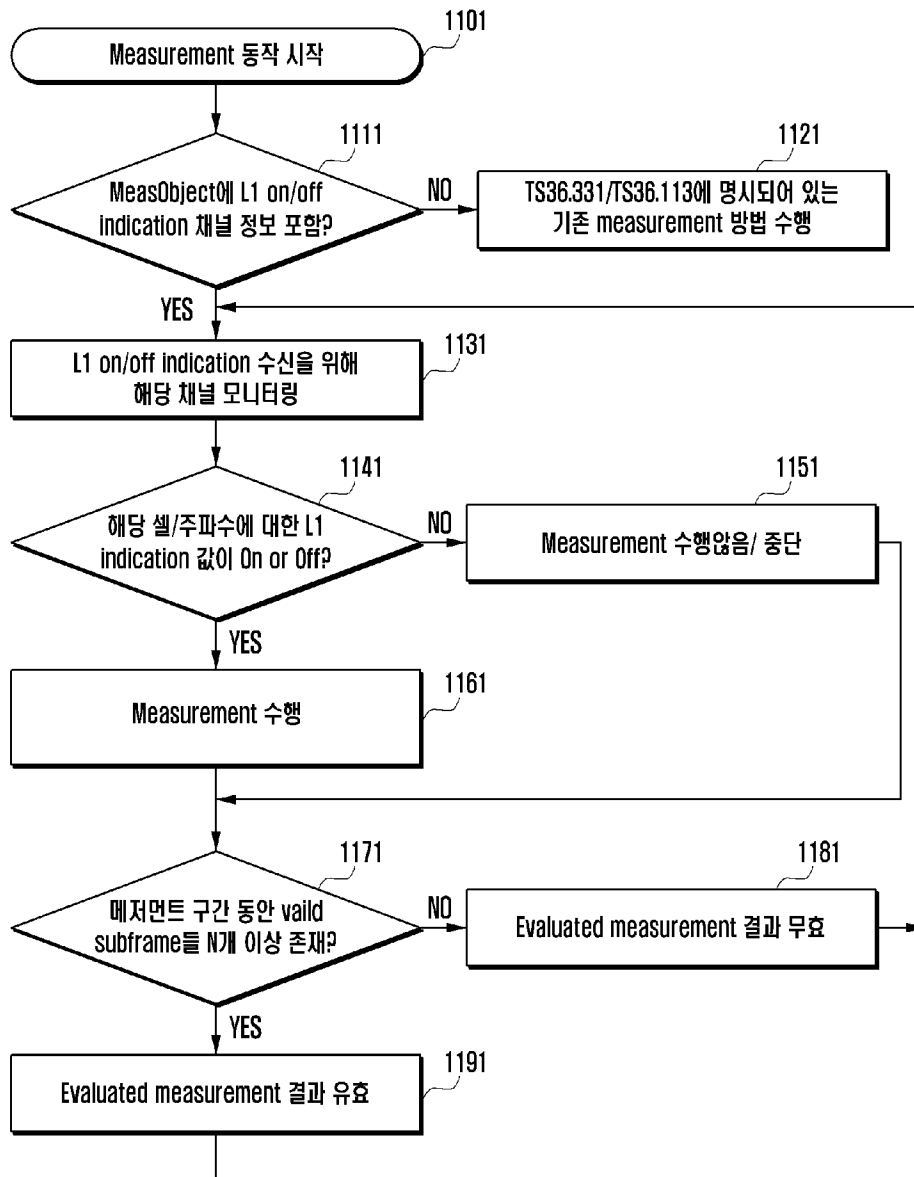 1101
Measurement 동작 시작
1111
MeasObject에 L1 on/off
indication 채널 정보 포함?
NO
1121
TS36.331/TS36.113에 명시되어 있는
기존 measurement 방법 수행
YES
1131
L1 on/off indication 수신을 위해
해당 채널 모니터링
1141
해당 셀/주파수에 대한 L1
indication 값이 On or Off?
NO
1151
Measurement 수행않음/ 중단
YES
1161
Measurement 수행
1171
메저먼트 구간 동안 vaild
subframe들 N개 이상 존재?
NO
1181
Evaluated measurement 결과 무효
YES
1191
Evaluated measurement 결과 유효